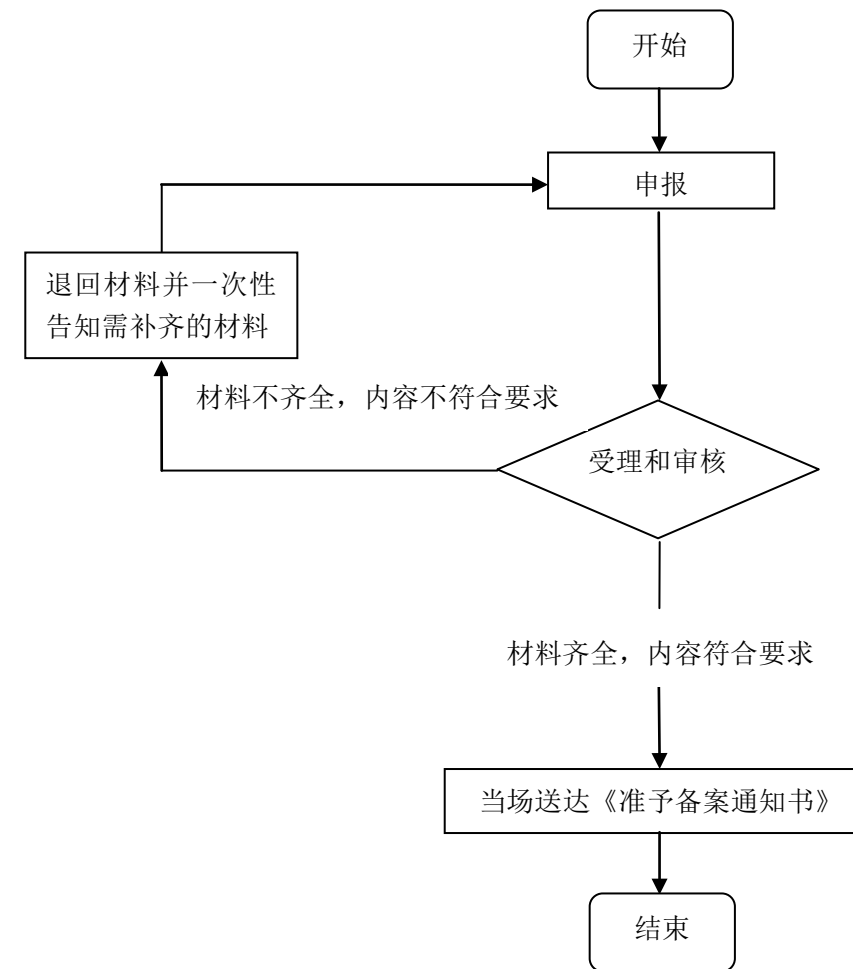 开始
申报
退回材料并一次性
告知需补齐的材料
材料不齐全，内容不符合要求
受理和审核
材料齐全，内容符合要求
当场送达《准予备案通知书》
结束